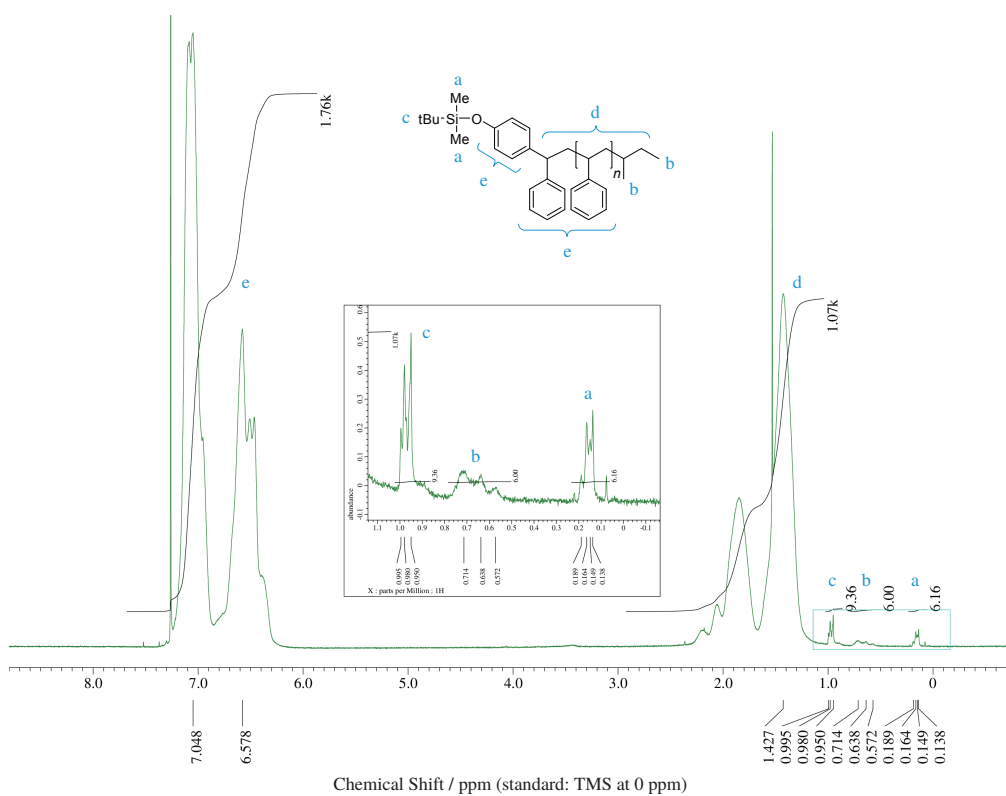 a
Me
c tBu Si O
Me
a
d
n
b
b
e
e
1.76k
e
d
1.07k
0.6
0.5
0.4
0.3
0.2
0.1
0
-0.1
abundance
1.07k
c
b
a
9.36
6.00
6.16
1.1 1.0 0.9 0.8 0.7 0.6 0.5 0.4 0.3 0.2 0.1 0 -0.1
0.995
0.980
0.950
0.714
0.638
0.572
0.189
0.164
0.149
0.138
X : parts per Million : 1H
c b a
9.36 6.00 6.16
8.0 7.0 6.0 5.0 4.0 3.0 2.0 1.0 0
7.048
6.578
1.427
0.995
0.980
0.950
0.714
0.638
0.572
0.189
0.164
0.149
0.138
Chemical Shift / ppm (standard: TMS at 0 ppm)